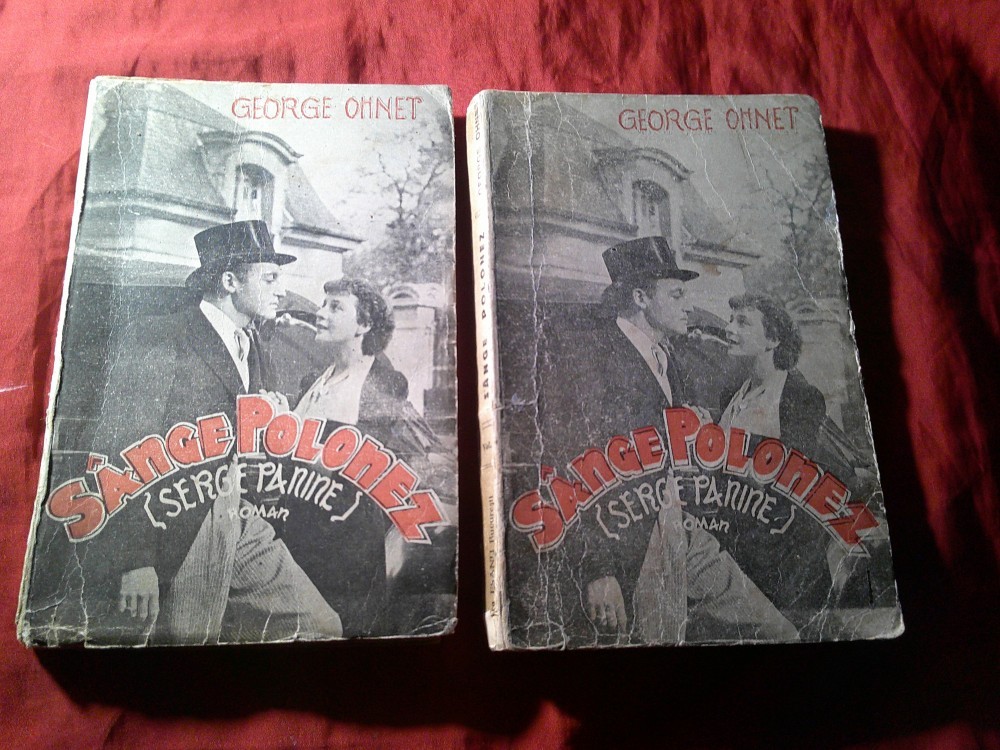 GEORGE OHNET
SÂNGE POLONEZ
(SERGE PANINE)
ROMAN
GEORGE OHNET
SÂNGE POLONEZ
(SERGE PANINE)
ROMAN
SÂNGE POLONEZ